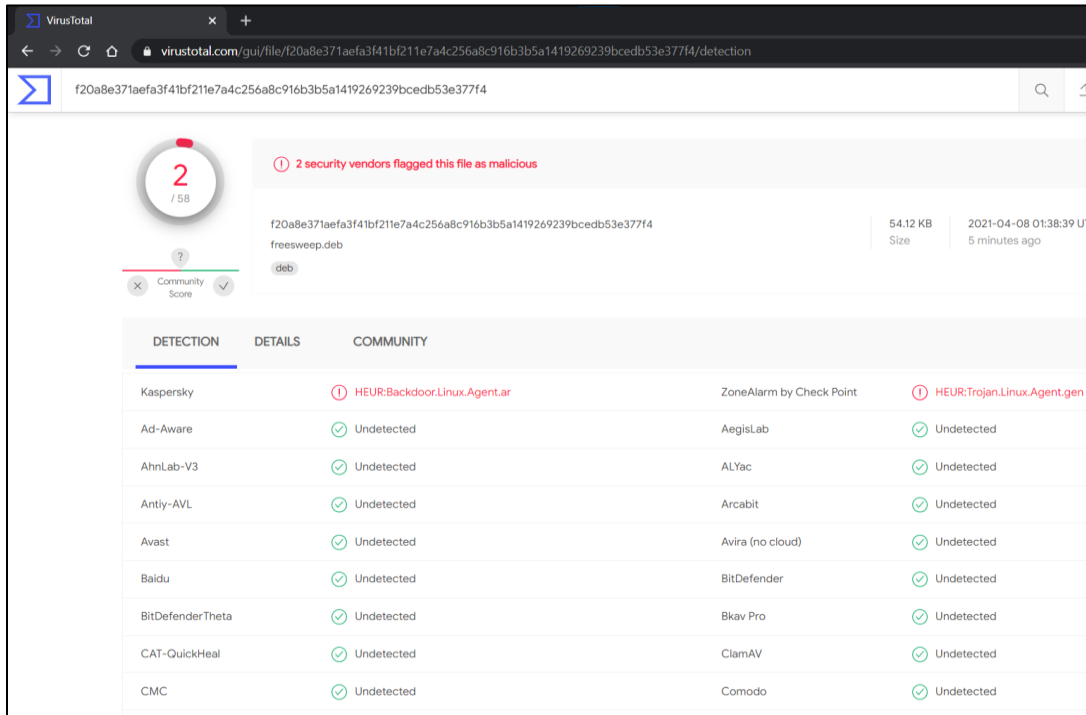 VirusTotal
virustotal.com/gui/file/f20a8e371aefa3f41bf211e7a4c256a8c916b3b5a1419269239bcedb53e377f4/detection
f20a8e371aefa3f41bf211e7a4c256a8c916b3b5a1419269239bcedb53e377f4
2
/ 58
2 security vendors flagged this file as malicious
f20a8e371aefa3f41bf211e7a4c256a8c916b3b5a1419269239bcedb53e377f4
freesweep.deb
deb
54.12 KB
Size
2021-04-08 01:38:39 UT
5 minutes ago
?
Community
Score
DETECTION DETAILS COMMUNITY
Kaspersky HEUR:Backdoor.Linux.Agent.ar ZoneAlarm by Check Point HEUR:Trojan.Linux.Agent.gen
Ad-Aware Undetected AegisLab Undetected
AhnLab-V3 Undetected ALYac Undetected
Antiy-AVL Undetected Arcabit Undetected
Avast Undetected Avira (no cloud) Undetected
Baidu Undetected BitDefender Undetected
BitDefenderTheta Undetected Bkav Pro Undetected
CAT-QuickHeal Undetected ClamAV Undetected
CMC Undetected Comodo Undetected